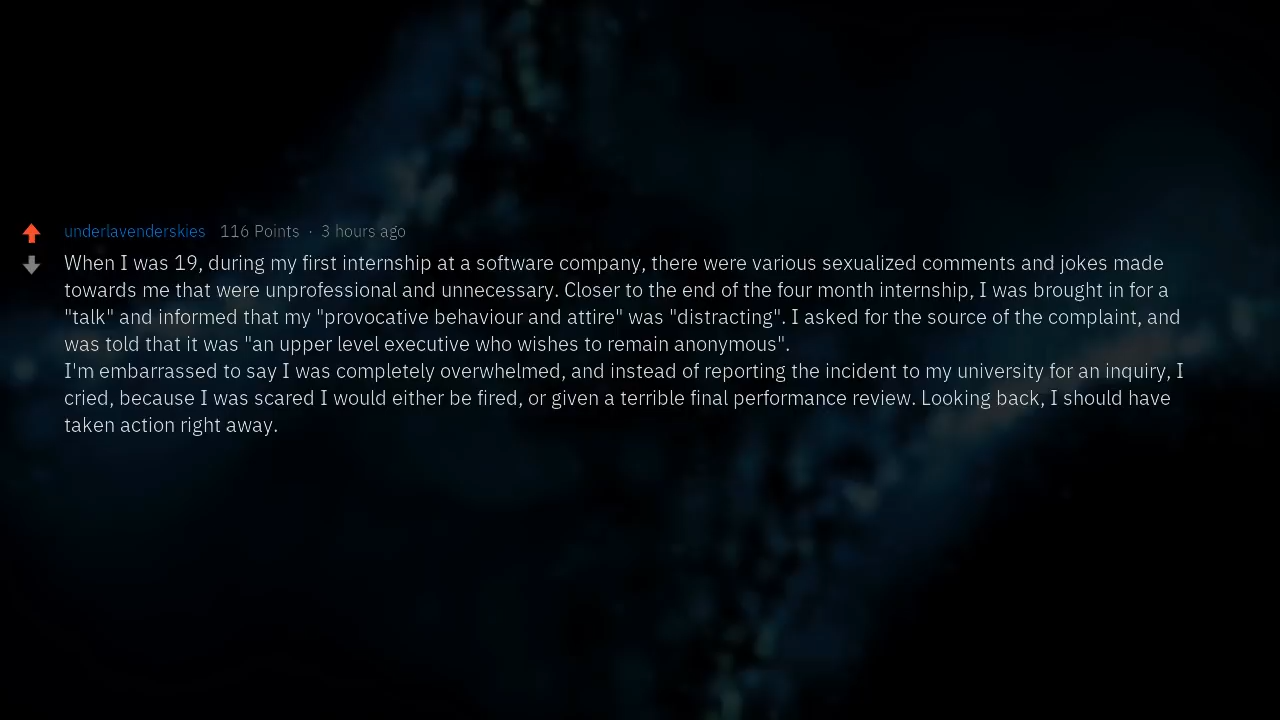 underlavenderskies 116 Points · 3 hours ago
When I was 19, during my first internship at a software company, there were various sexualized comments and jokes made
towards me that were unprofessional and unnecessary. Closer to the end of the four month internship, I was brought in for a
"talk" and informed that my "provocative behaviour and attire" was "distracting". I asked for the source of the complaint, and
was told that it was "an upper level executive who wishes to remain anonymous".
I'm embarrassed to say I was completely overwhelmed, and instead of reporting the incident to my university for an inquiry, I
cried, because I was scared I would either be fired, or given a terrible final performance review. Looking back, I should have
taken action right away.